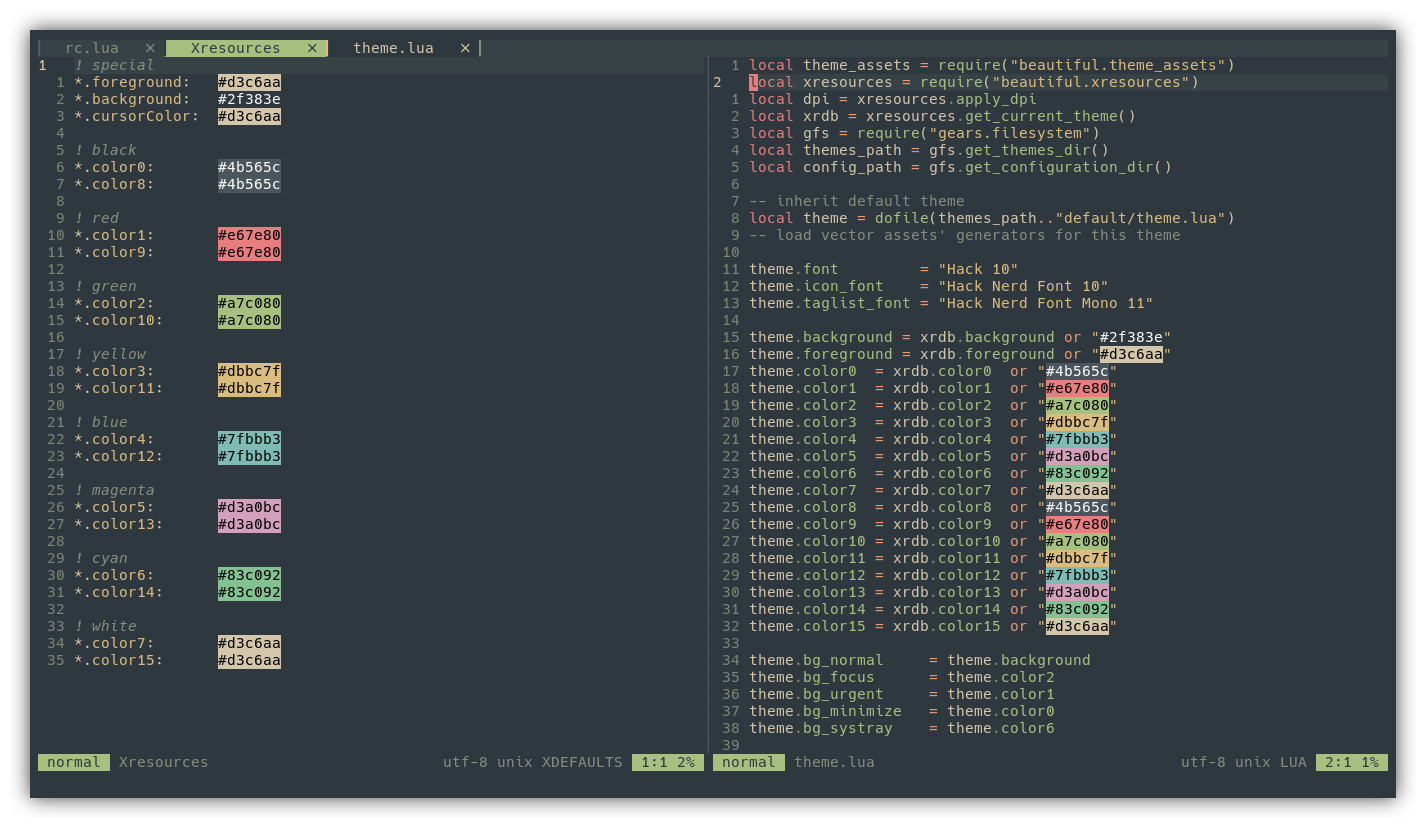 rc.lua × Xresources × theme.lua ×
1 ! special
1 *.foreground: #d3c6aa
2 *.background: #2f383e
3 *.cursorColor: #d3c6aa
4
5 ! black
6 *.color0: #4b565c
7 *.color8: #4b565c
8
9 ! red
10 *.color1: #e67e80
11 *.color9: #e67e80
12
13 ! green
14 *.color2: #a7c080
15 *.color10: #a7c080
16
17 ! yellow
18 *.color3: #dbbc7f
19 *.color11: #dbbc7f
20
21 ! blue
22 *.color4: #7fbbb3
23 *.color12: #7fbbb3
24
25 ! magenta
26 *.color5: #d3a0bc
27 *.color13: #d3a0bc
28
29 ! cyan
30 *.color6: #83c092
31 *.color14: #83c092
32
33 ! white
34 *.color7: #d3c6aa
35 *.color15: #d3c6aa
normal Xresources utf-8 unix XDEFAULTS 1:1 2%
1 local theme_assets = require("beautiful.theme_assets")
2 local xresources = require("beautiful.xresources")
1 local dpi = xresources.apply_dpi
2 local xrdb = xresources.get_current_theme()
3 local gfs = require("gears.filesystem")
4 local themes_path = gfs.get_themes_dir()
5 local config_path = gfs.get_configuration_dir()
6
7 -- inherit default theme
8 local theme = dofile(themes_path.."default/theme.lua")
9 -- load vector assets' generators for this theme
10
11 theme.font = "Hack 10"
12 theme.icon_font = "Hack Nerd Font 10"
13 theme.taglist_font = "Hack Nerd Font Mono 11"
14
15 theme.background = xrdb.background or "#2f383e"
16 theme.foreground = xrdb.foreground or "#d3c6aa"
17 theme.color0 = xrdb.color0 or "#4b565c"
18 theme.color1 = xrdb.color1 or "#e67e80"
19 theme.color2 = xrdb.color2 or "#a7c080"
20 theme.color3 = xrdb.color3 or "#dbbc7f"
21 theme.color4 = xrdb.color4 or "#7fbbb3"
22 theme.color5 = xrdb.color5 or "#d3a0bc"
23 theme.color6 = xrdb.color6 or "#83c092"
24 theme.color7 = xrdb.color7 or "#d3c6aa"
25 theme.color8 = xrdb.color8 or "#4b565c"
26 theme.color9 = xrdb.color9 or "#e67e80"
27 theme.color10 = xrdb.color10 or "#a7c080"
28 theme.color11 = xrdb.color11 or "#dbbc7f"
29 theme.color12 = xrdb.color12 or "#7fbbb3"
30 theme.color13 = xrdb.color13 or "#d3a0bc"
31 theme.color14 = xrdb.color14 or "#83c092"
32 theme.color15 = xrdb.color15 or "#d3c6aa"
33
34 theme.bg_normal = theme.background
35 theme.bg_focus = theme.color2
36 theme.bg_urgent = theme.color1
37 theme.bg_minimize = theme.color0
38 theme.bg_systray = theme.color6
39
normal theme.lua utf-8 unix LUA 2:1 1%